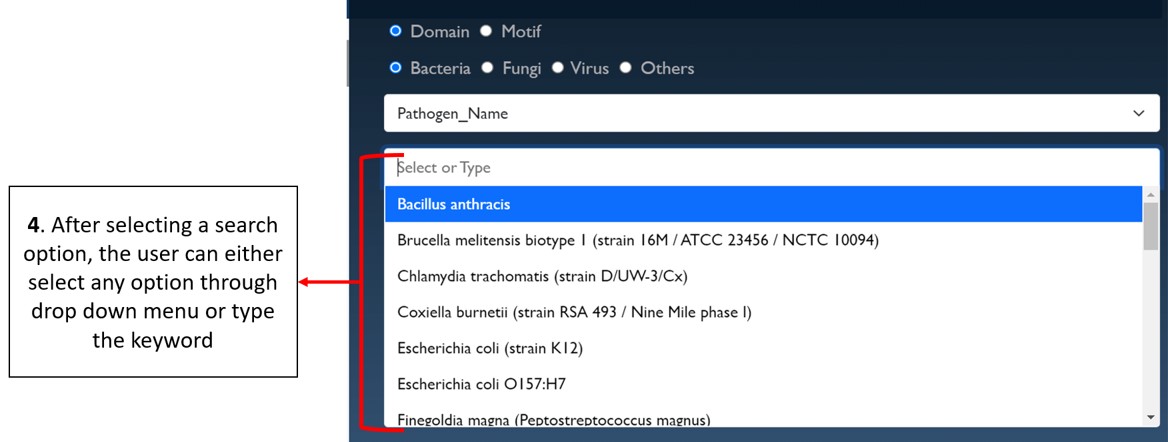 Domain Motif
Bacteria Fungi Virus Others
Pathogen_Name
Select or Type
Bacillus anthracis
Brucella melitensis biotype 1 (strain 16M / ATCC 23456 / NCTC 10094)
Chlamydia trachomatis (strain D/UW-3/Cx)
Coxiella burnetii (strain RSA 493 / Nine Mile phase I)
Escherichia coli (strain K12)
Escherichia coli O157:H7
Finegoldia magna (Peptostreptococcus magnus)
4. After selecting a search
option, the user can either
select any option through
drop down menu or type
the keyword